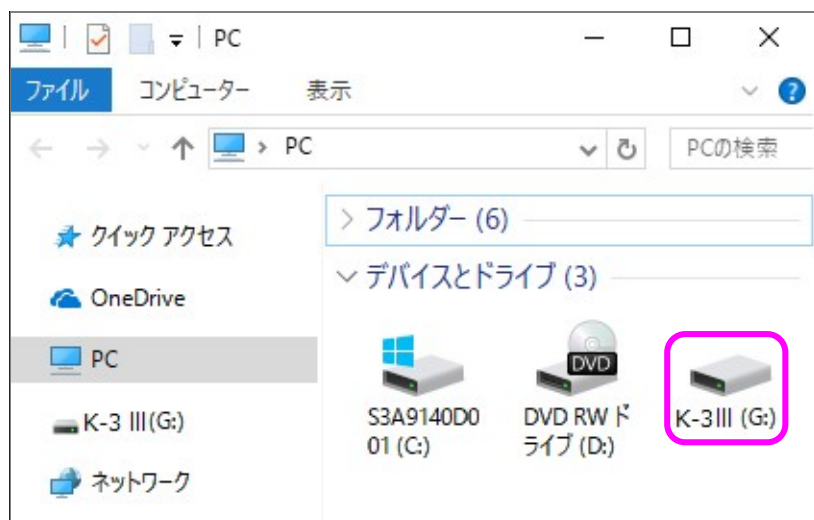 PC
ファイル コンピューター 表示
PC PCの検索
クイック アクセス
OneDrive
PC
K-3 III(G:)
ネットワーク
フォルダー (6)
デバイスとドライブ (3)
S3A9140D0
01 (C:)
DVD
DVD RW ド
ライブ (D:)
K-3III (G:)